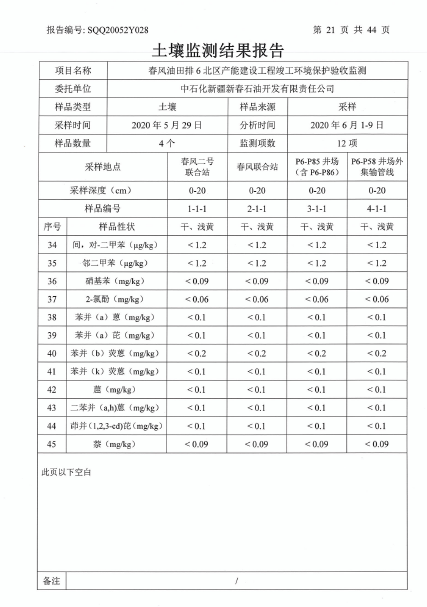 报告编号: SQQ20052Y028 第 21 页 共 44 页
土壤监测结果报告
项目名称 春风油田排 6 北区产能建设工程竣工环境保护验收监测
委托单位 中石化新疆新春石油开发有限责任公司
样品类型 土壤 样品来源 采样
采样时间 2020 年 5 月 29 日 分析时间 2020 年 6 月 1-9 日
样品数量 4 个 监测项数 12 项
采样地点 春风二号联合站 春风联合站 P6-P85 井场(含 P6-P86) P6-P58 井场外集输管线
采样深度(cm) 0-20 0-20 0-20 0-20
样品编号 1-1-1 2-1-1 3-1-1 4-1-1
序号 样品性状 干、浅黄 干、浅黄 干、浅黄 干、浅黄
34 间, 对-二甲苯(μg/kg) <1.2 <1.2 <1.2 <1.2
35 邻二甲苯(μg/kg) <1.2 <1.2 <1.2 <1.2
36 硝基苯(mg/kg) <0.09 <0.09 <0.09 <0.09
37 2-氯酚(mg/kg) <0.06 <0.06 <0.06 <0.06
38 苯并(a)蒽(mg/kg) <0.1 <0.1 <0.1 <0.1
39 苯并(a)芘(mg/kg) <0.1 <0.1 <0.1 <0.1
40 苯并(b)荧蒽(mg/kg) <0.2 <0.2 <0.2 <0.2
41 苯并(k)荧蒽(mg/kg) <0.1 <0.1 <0.1 <0.1
42 (mg/kg) <0.1 <0.1 <0.1 <0.1
43 二苯并(a,h)蒽(mg/kg) <0.1 <0.1 <0.1 <0.1
44 茚并(1,2,3-cd)芘(mg/kg) <0.1 <0.1 <0.1 <0.1
45 萘(mg/kg) <0.09 <0.09 <0.09 <0.09
此页以下空白
备注 /